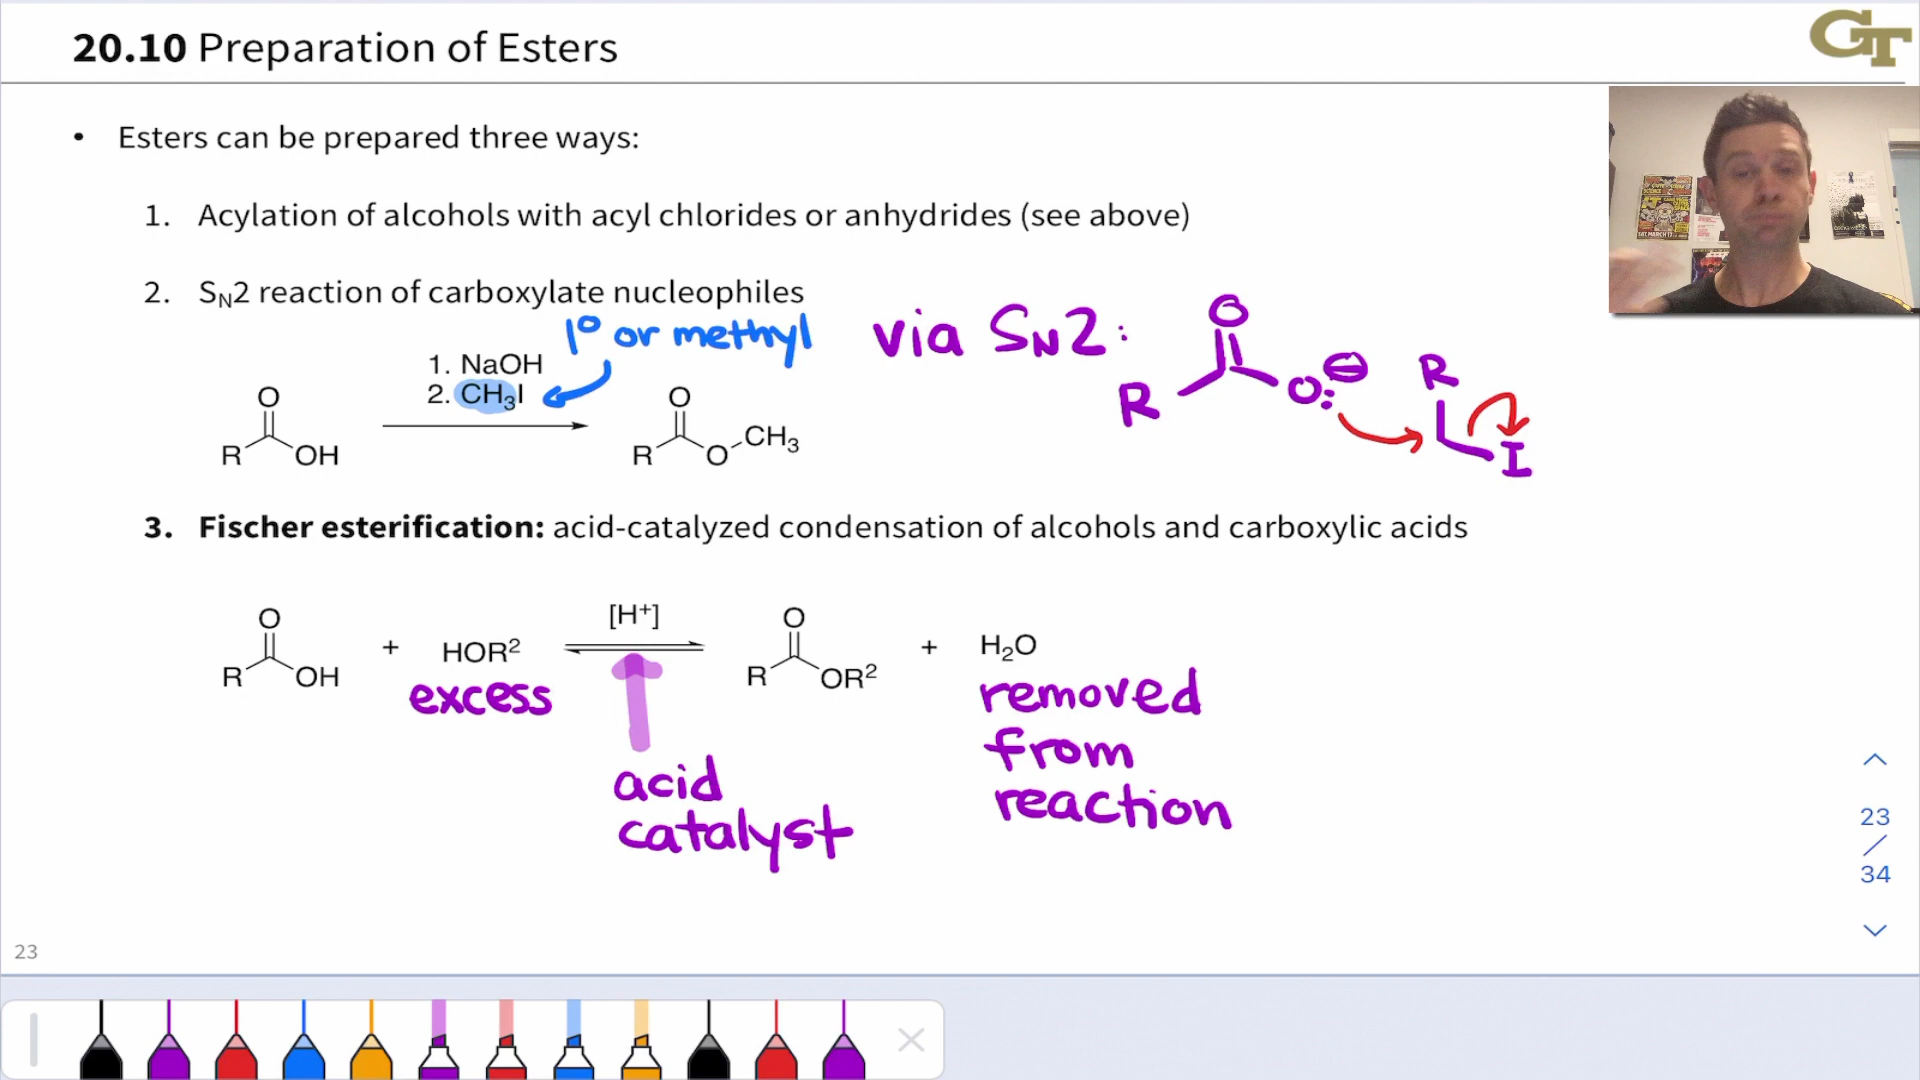 20.10 Preparation of Esters
GT
• Esters can be prepared three ways:
1. Acylation of alcohols with acyl chlorides or anhydrides (see above)
2. SN2 reaction of carboxylate nucleophiles
1° or methyl
via SN2:
1. NaOH
2. CH3I
O
R
OH
O
R
O
CH3
O
R
O:
⊖
R
I
3. Fischer esterification: acid-catalyzed condensation of alcohols and carboxylic acids
O
R
OH
+
HOR²
[H⁺]
O
R
OR²
+
H2O
excess
acid
catalyst
removed
from
reaction
23
/
34
23